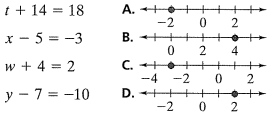 t + 14 = 18
A.
-2 0 2
x − 5 = −3
B.
0 2 4
w + 4 = 2
C.
-4 -2 0 2
y − 7 = −10
D.
-2 0 2